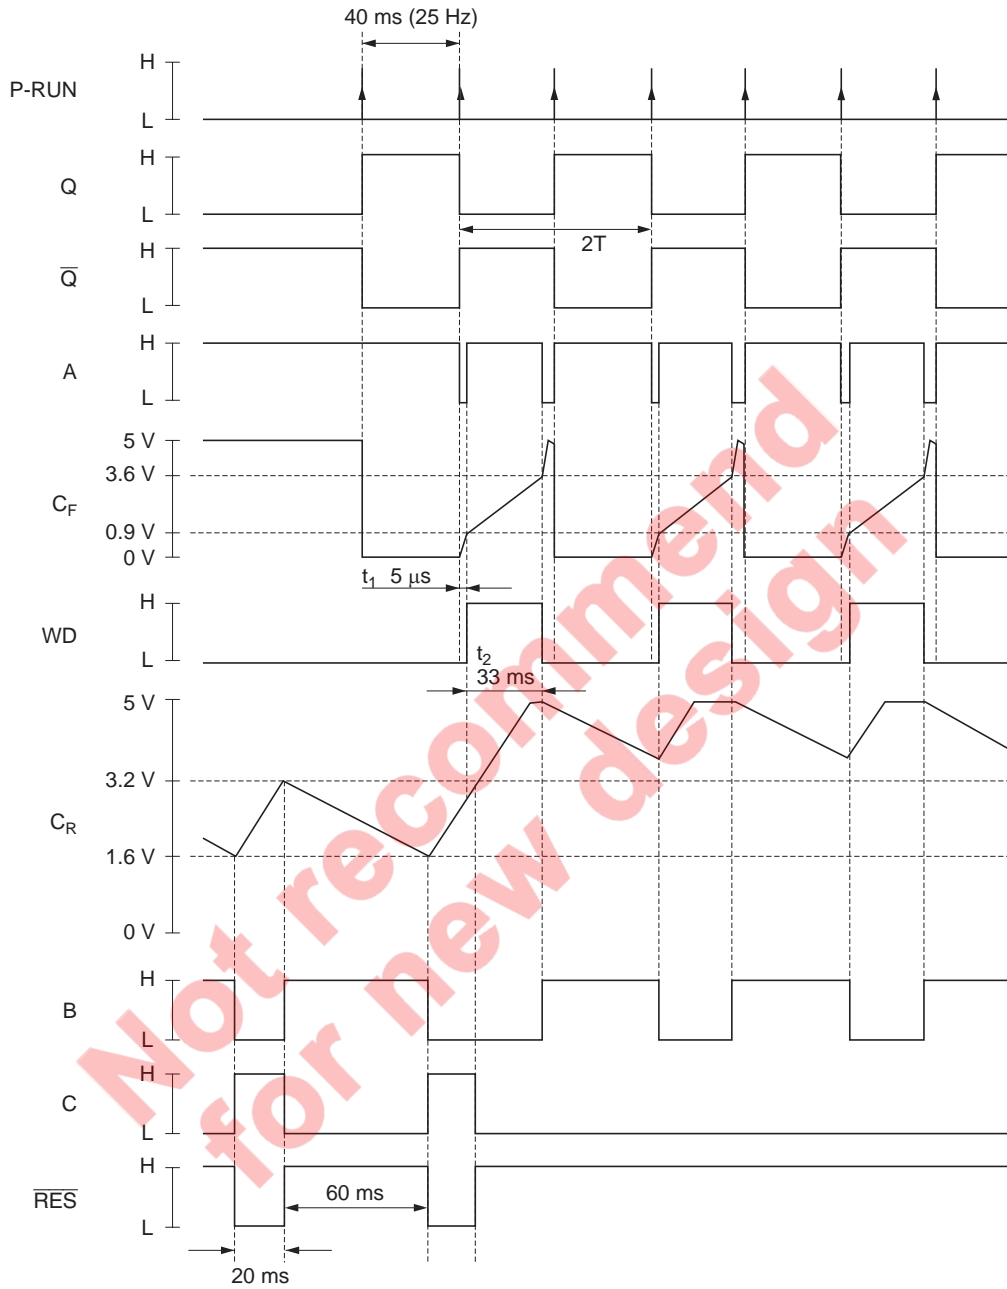 40 ms (25 Hz)
H
P-RUN
L
H
Q
L
2T
H
Q
L
H
A
L
5 V
3.6 V
CF
0.9 V
0 V
t1 5 μs
H
WD
L
t2
33 ms
5 V
3.2 V
CR
1.6 V
0 V
H
B
L
H
C
L
H
RES
60 ms
L
20 ms
Not recommend
for new design